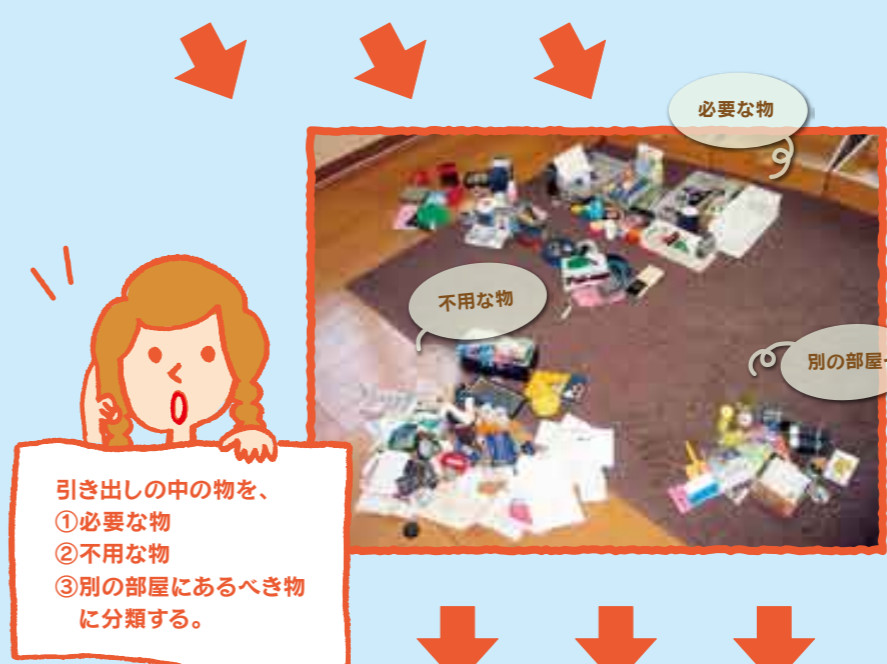 必要な物
不用な物
別の部屋
引き出しの中の物を、
①必要な物
②不用な物
③別の部屋にあるべき物
に分類する。